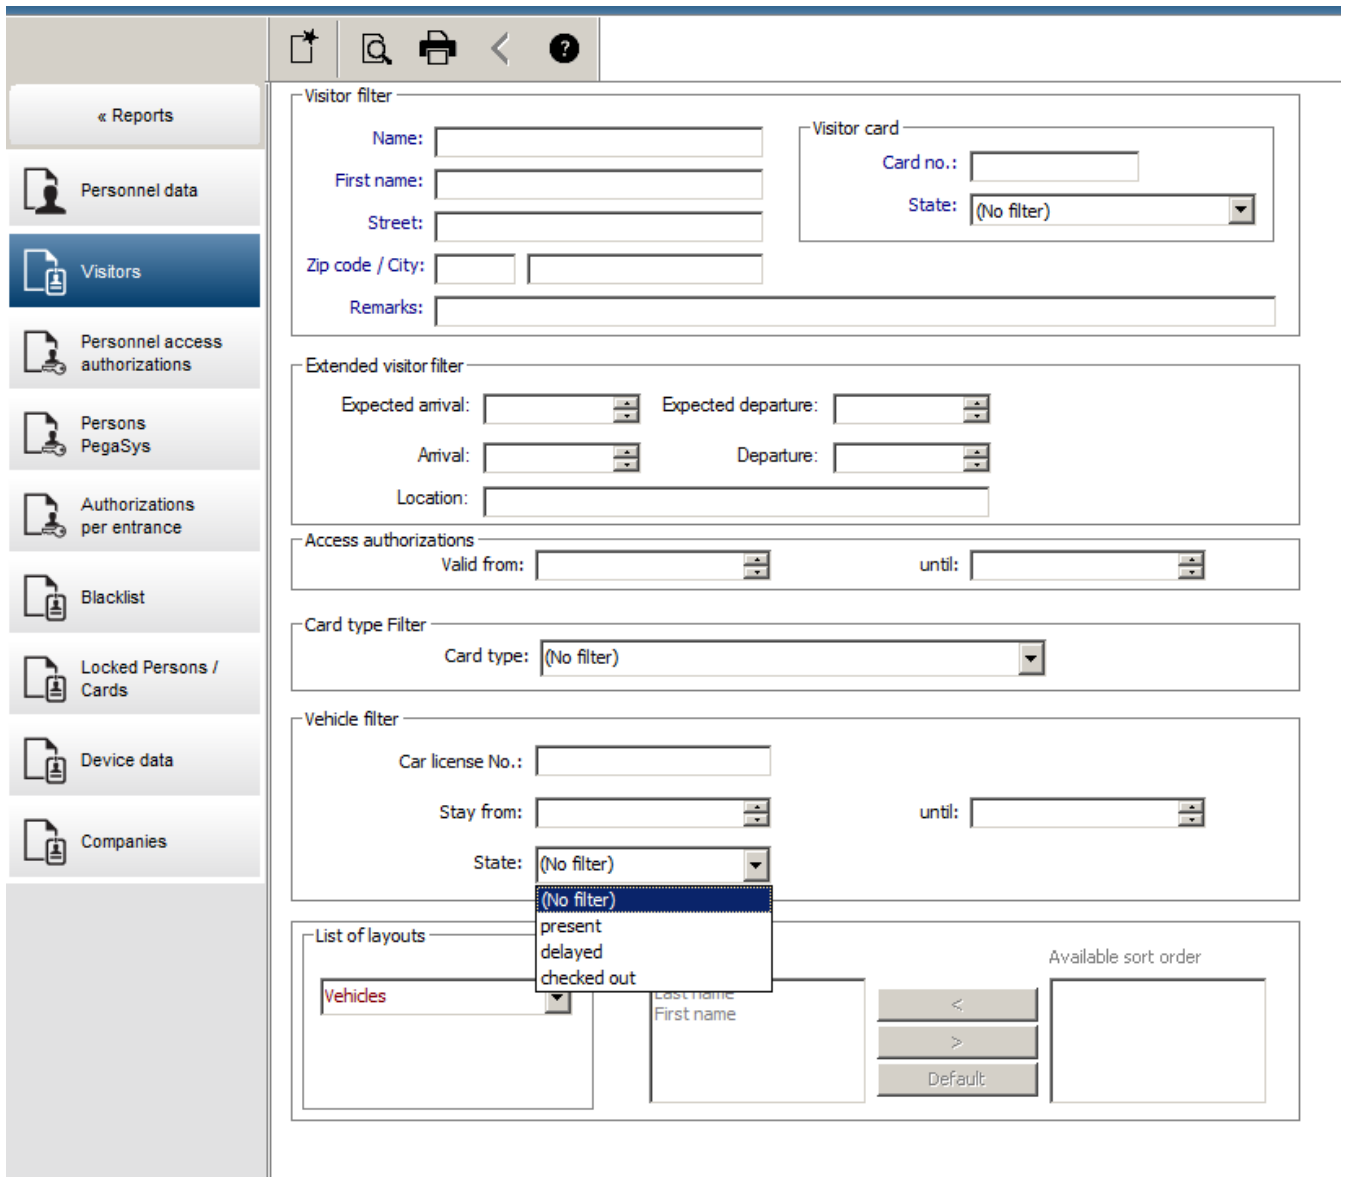 « Reports
Personnel data
Visitors
Personnel access
authorizations
Persons
PegaSys
Authorizations
per entrance
Blacklist
Locked Persons /
Cards
Device data
Companies
Visitor filter
Name:
First name:
Street:
Zip code / City:
Remarks:
Visitor card
Card no.:
State: (No filter)
Extended visitor filter
Expected arrival: Expected departure:
Arrival: Departure:
Location:
Access authorizations
Valid from: until:
Card type Filter
Card type: (No filter)
Vehicle filter
Car license No.:
Stay from: until:
State: (No filter)
(No filter)
present
delayed
checked out
List of layouts
Vehicles
Last name
First name
<
>
Default
Available sort order